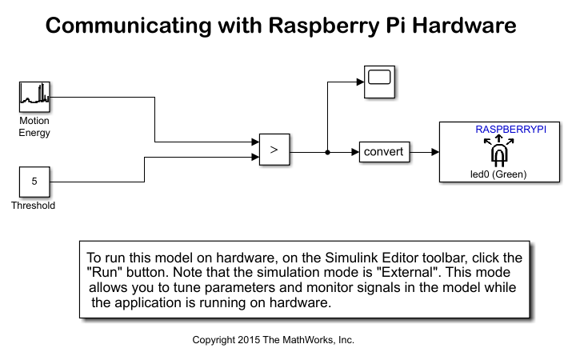 Communicating with Raspberry Pi Hardware
Motion
Energy
>
convert
RASPBERRYPI
led0 (Green)
5
Threshold
To run this model on hardware, on the Simulink Editor toolbar, click the
"Run" button. Note that the simulation mode is "External". This mode
allows you to tune parameters and monitor signals in the model while
the application is running on hardware.
Copyright 2015 The MathWorks, Inc.